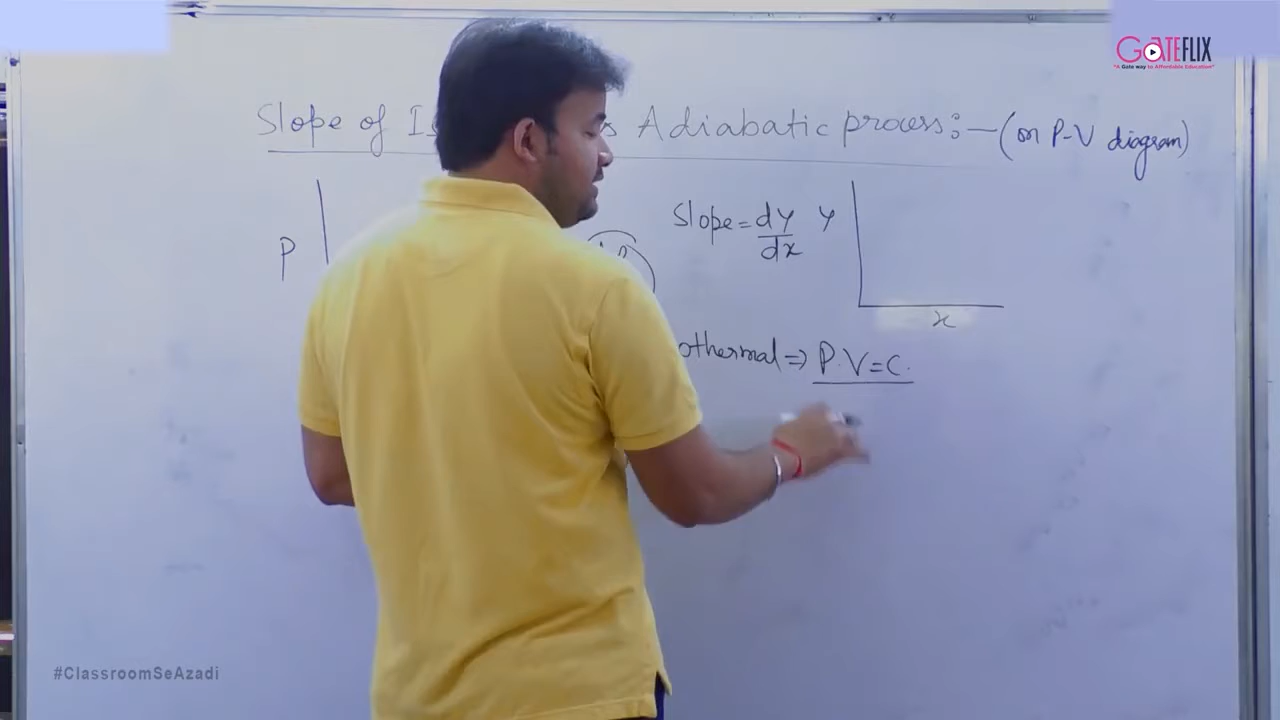 GATEFLIX
"A Gate way to Affordable Education"
Slope of Adiabatic process:- (on P-V diagram)
P
Slope = dy/dx
y
x
othermal => P.V=C.
#ClassroomSeAzadi